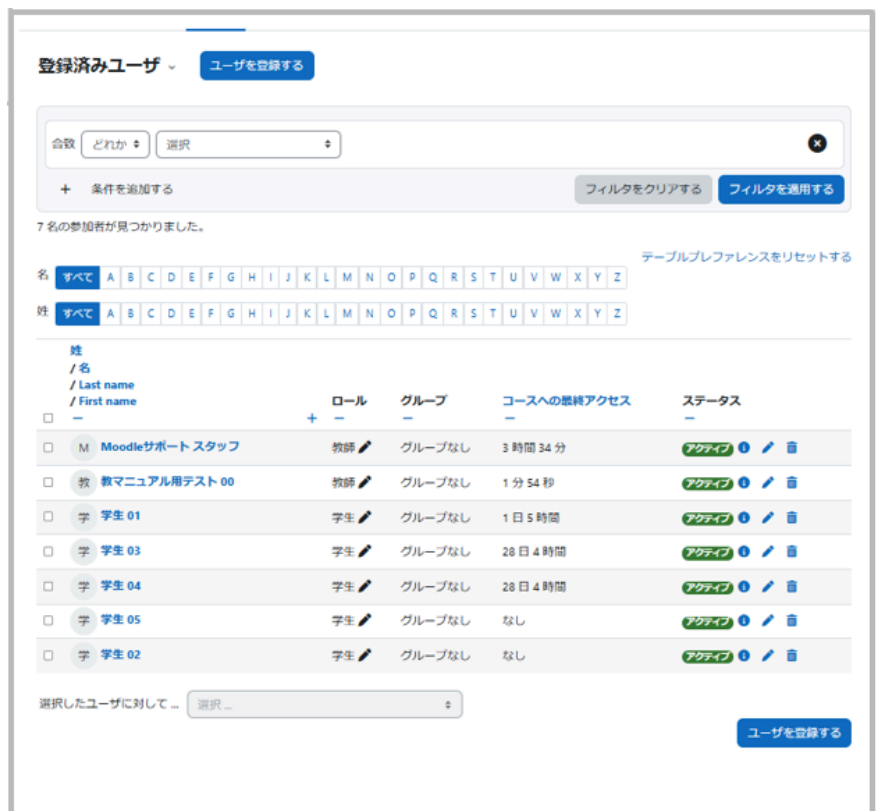 登録済みユーザ ユーザを登録する
合致 どれか 選択
+ 条件を追加する フィルタをクリアする フィルタを適用する
7 名の参加者が見つかりました。
テーブルプレファレンスをリセットする
名 すべて A B C D E F G H I J K L M N O P Q R S T U V W X Y Z
姓 すべて A B C D E F G H I J K L M N O P Q R S T U V W X Y Z
姓
/ 名
/ Last name
/ First name ロール グループ コースへの最終アクセス ステータス
− + − − − −
M Moodleサポート スタッフ 教師 グループなし 3 時間 34 分 アクティブ
教 教マニュアル用テスト 00 教師 グループなし 1 分 54 秒 アクティブ
学 学生 01 学生 グループなし 1 日 5 時間 アクティブ
学 学生 03 学生 グループなし 28 日 4 時間 アクティブ
学 学生 04 学生 グループなし 28 日 4 時間 アクティブ
学 学生 05 学生 グループなし なし アクティブ
学 学生 02 学生 グループなし なし アクティブ
選択したユーザに対して ... 選択 ...
ユーザを登録する